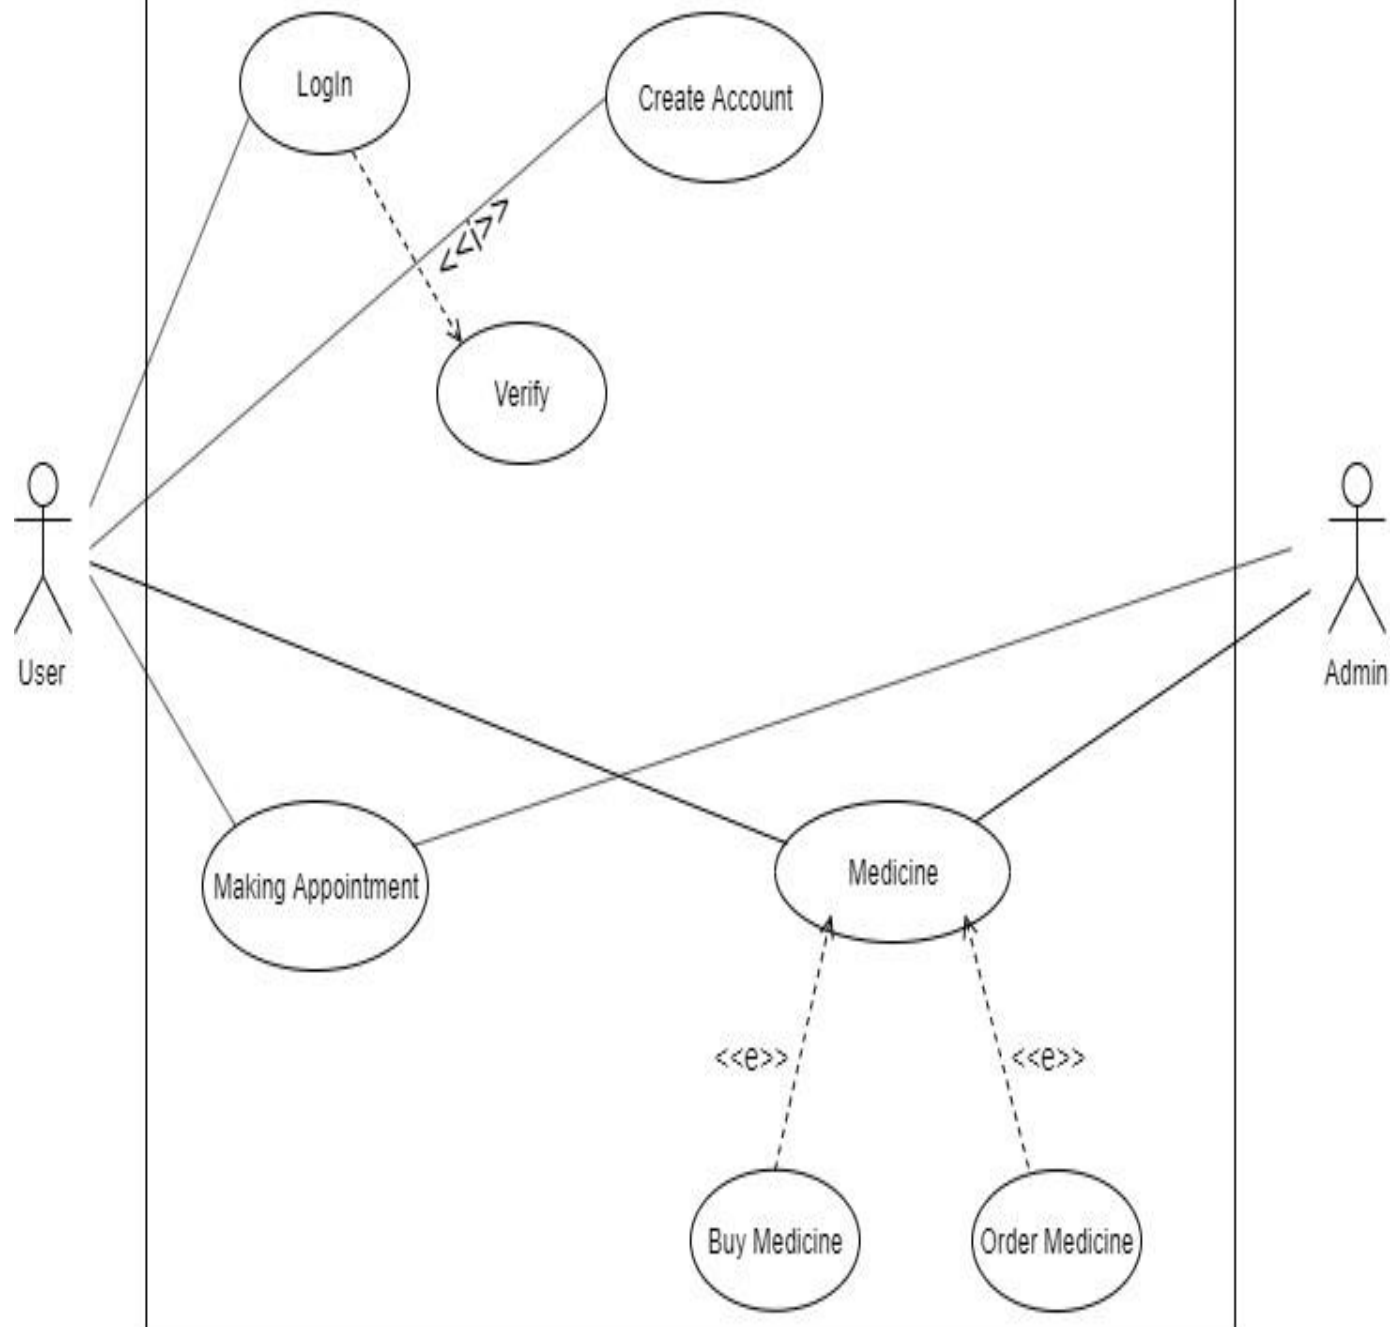 LogIn
Create Account
<<i>>
Verify
User
Admin
Making Appointment
Medicine
<<e>>
<<e>>
Buy Medicine
Order Medicine